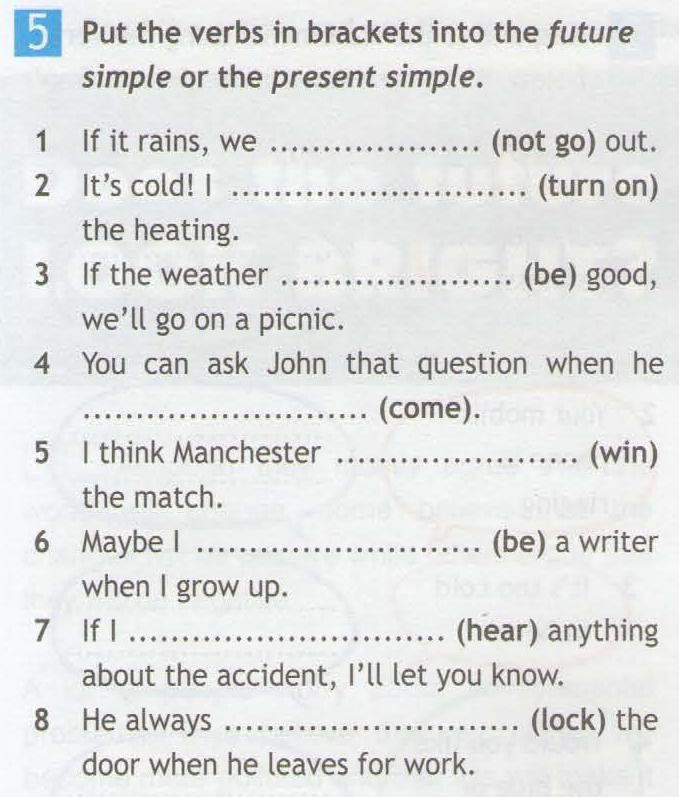 5 Put the verbs in brackets into the future
simple or the present simple.
1 If it rains, we .................... (not go) out.
2 It's cold! I ............................ (turn on)
the heating.
3 If the weather ...................... (be) good,
we'll go on a picnic.
4 You can ask John that question when he
........................... (come).
5 I think Manchester ....................... (win)
the match.
6 Maybe I ........................... (be) a writer
when I grow up.
7 If I .............................. (hear) anything
about the accident, I'll let you know.
8 He always ............................ (lock) the
door when he leaves for work.